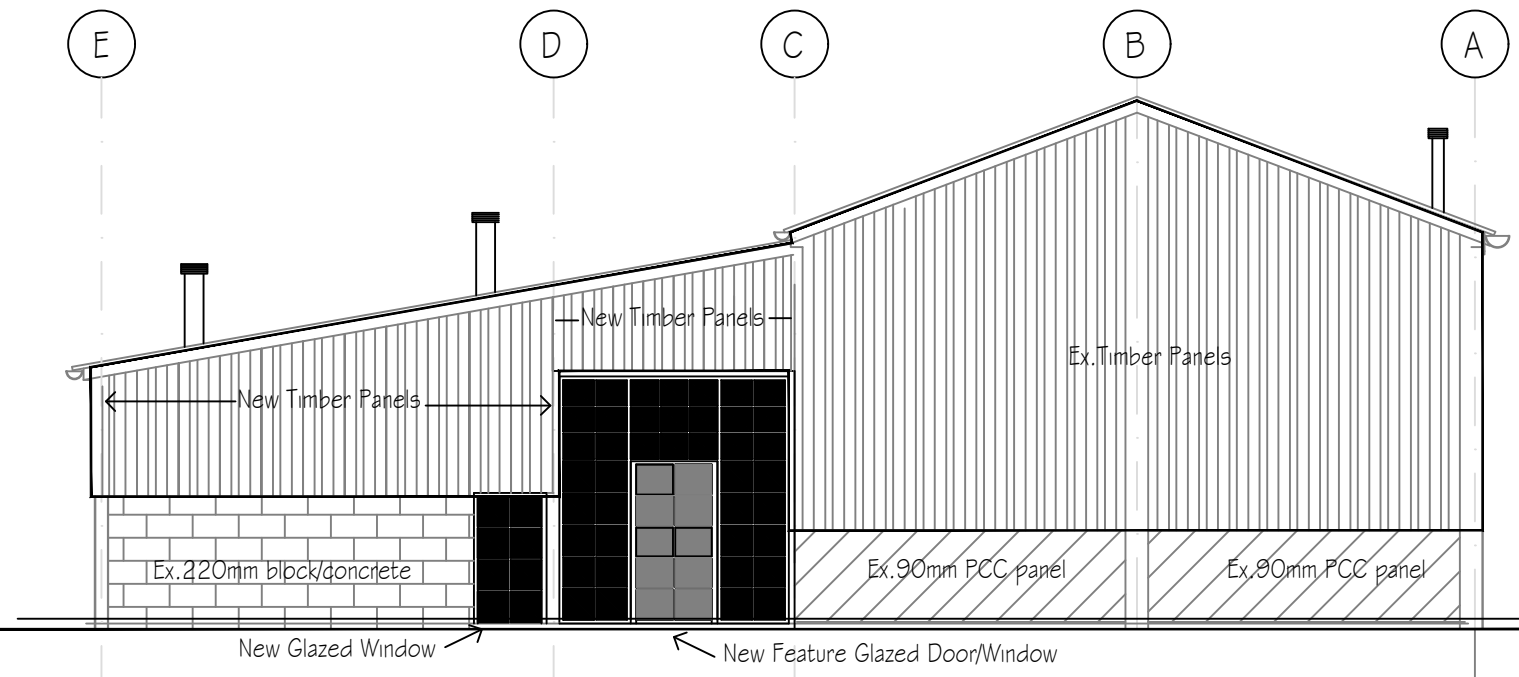 E
D
C
B
A
New Timber Panels
Ex.Timber Panels
New Timber Panels
Ex.220mm block/concrete
Ex.90mm PCC panel
Ex.90mm PCC panel
New Glazed Window
New Feature Glazed Door/Window